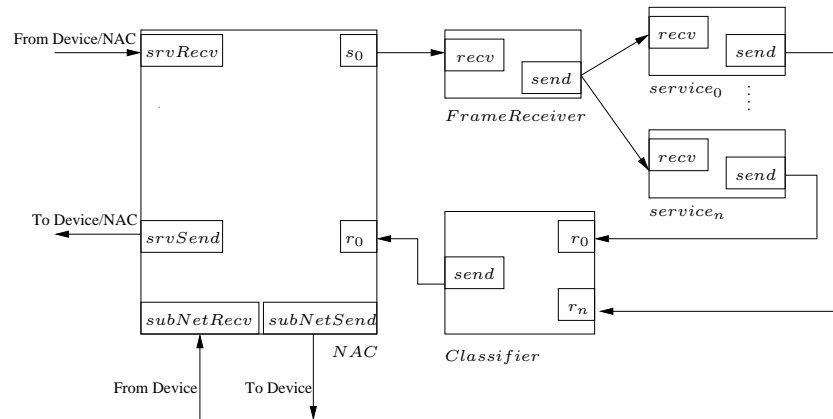 From Device/NAC
srvRecv
s0
recv
send
FrameReceiver
recv
send
service0
recv
send
servicen
To Device/NAC
srvSend
r0
send
r0
rn
Classifier
subNetRecv
subNetSend
NAC
From Device
To Device